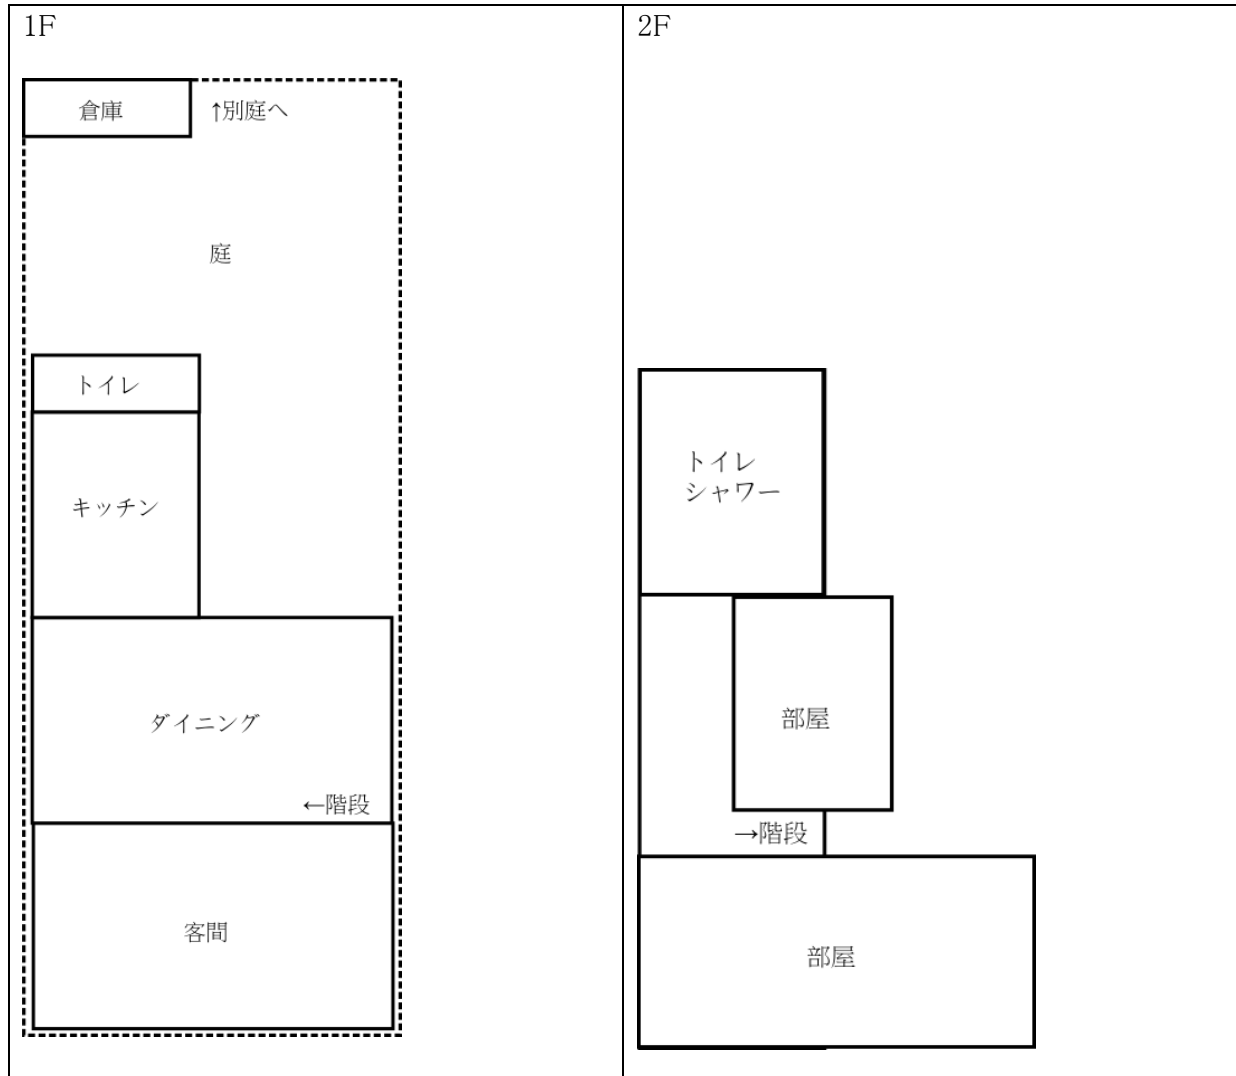 1F
倉庫
↑別庭へ
庭
トイレ
キッチン
ダイニング
←階段
客間
2F
トイレ
シャワー
部屋
→階段
部屋